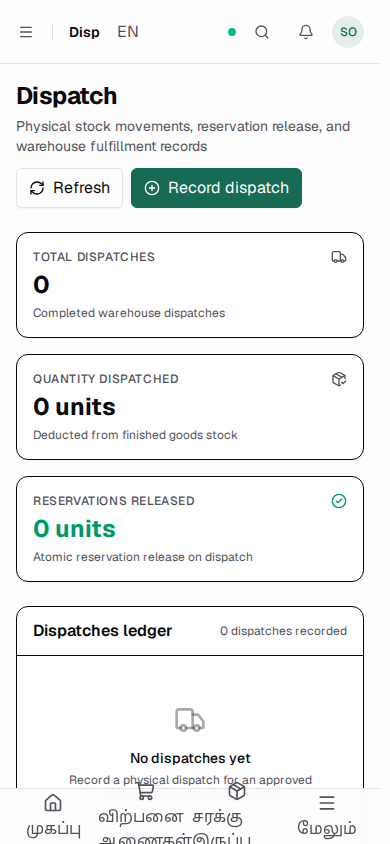 Disp EN SO
Dispatch
Physical stock movements, reservation release, and
warehouse fulfillment records
Refresh Record dispatch
TOTAL DISPATCHES
0
Completed warehouse dispatches
QUANTITY DISPATCHED
0 units
Deducted from finished goods stock
RESERVATIONS RELEASED
0 units
Atomic reservation release on dispatch
Dispatches ledger 0 dispatches recorded
No dispatches yet
Record a physical dispatch for an approved
முகப்பு விற்பனை சரக்கு மேலும்
ஆணைகள் இருப்பு